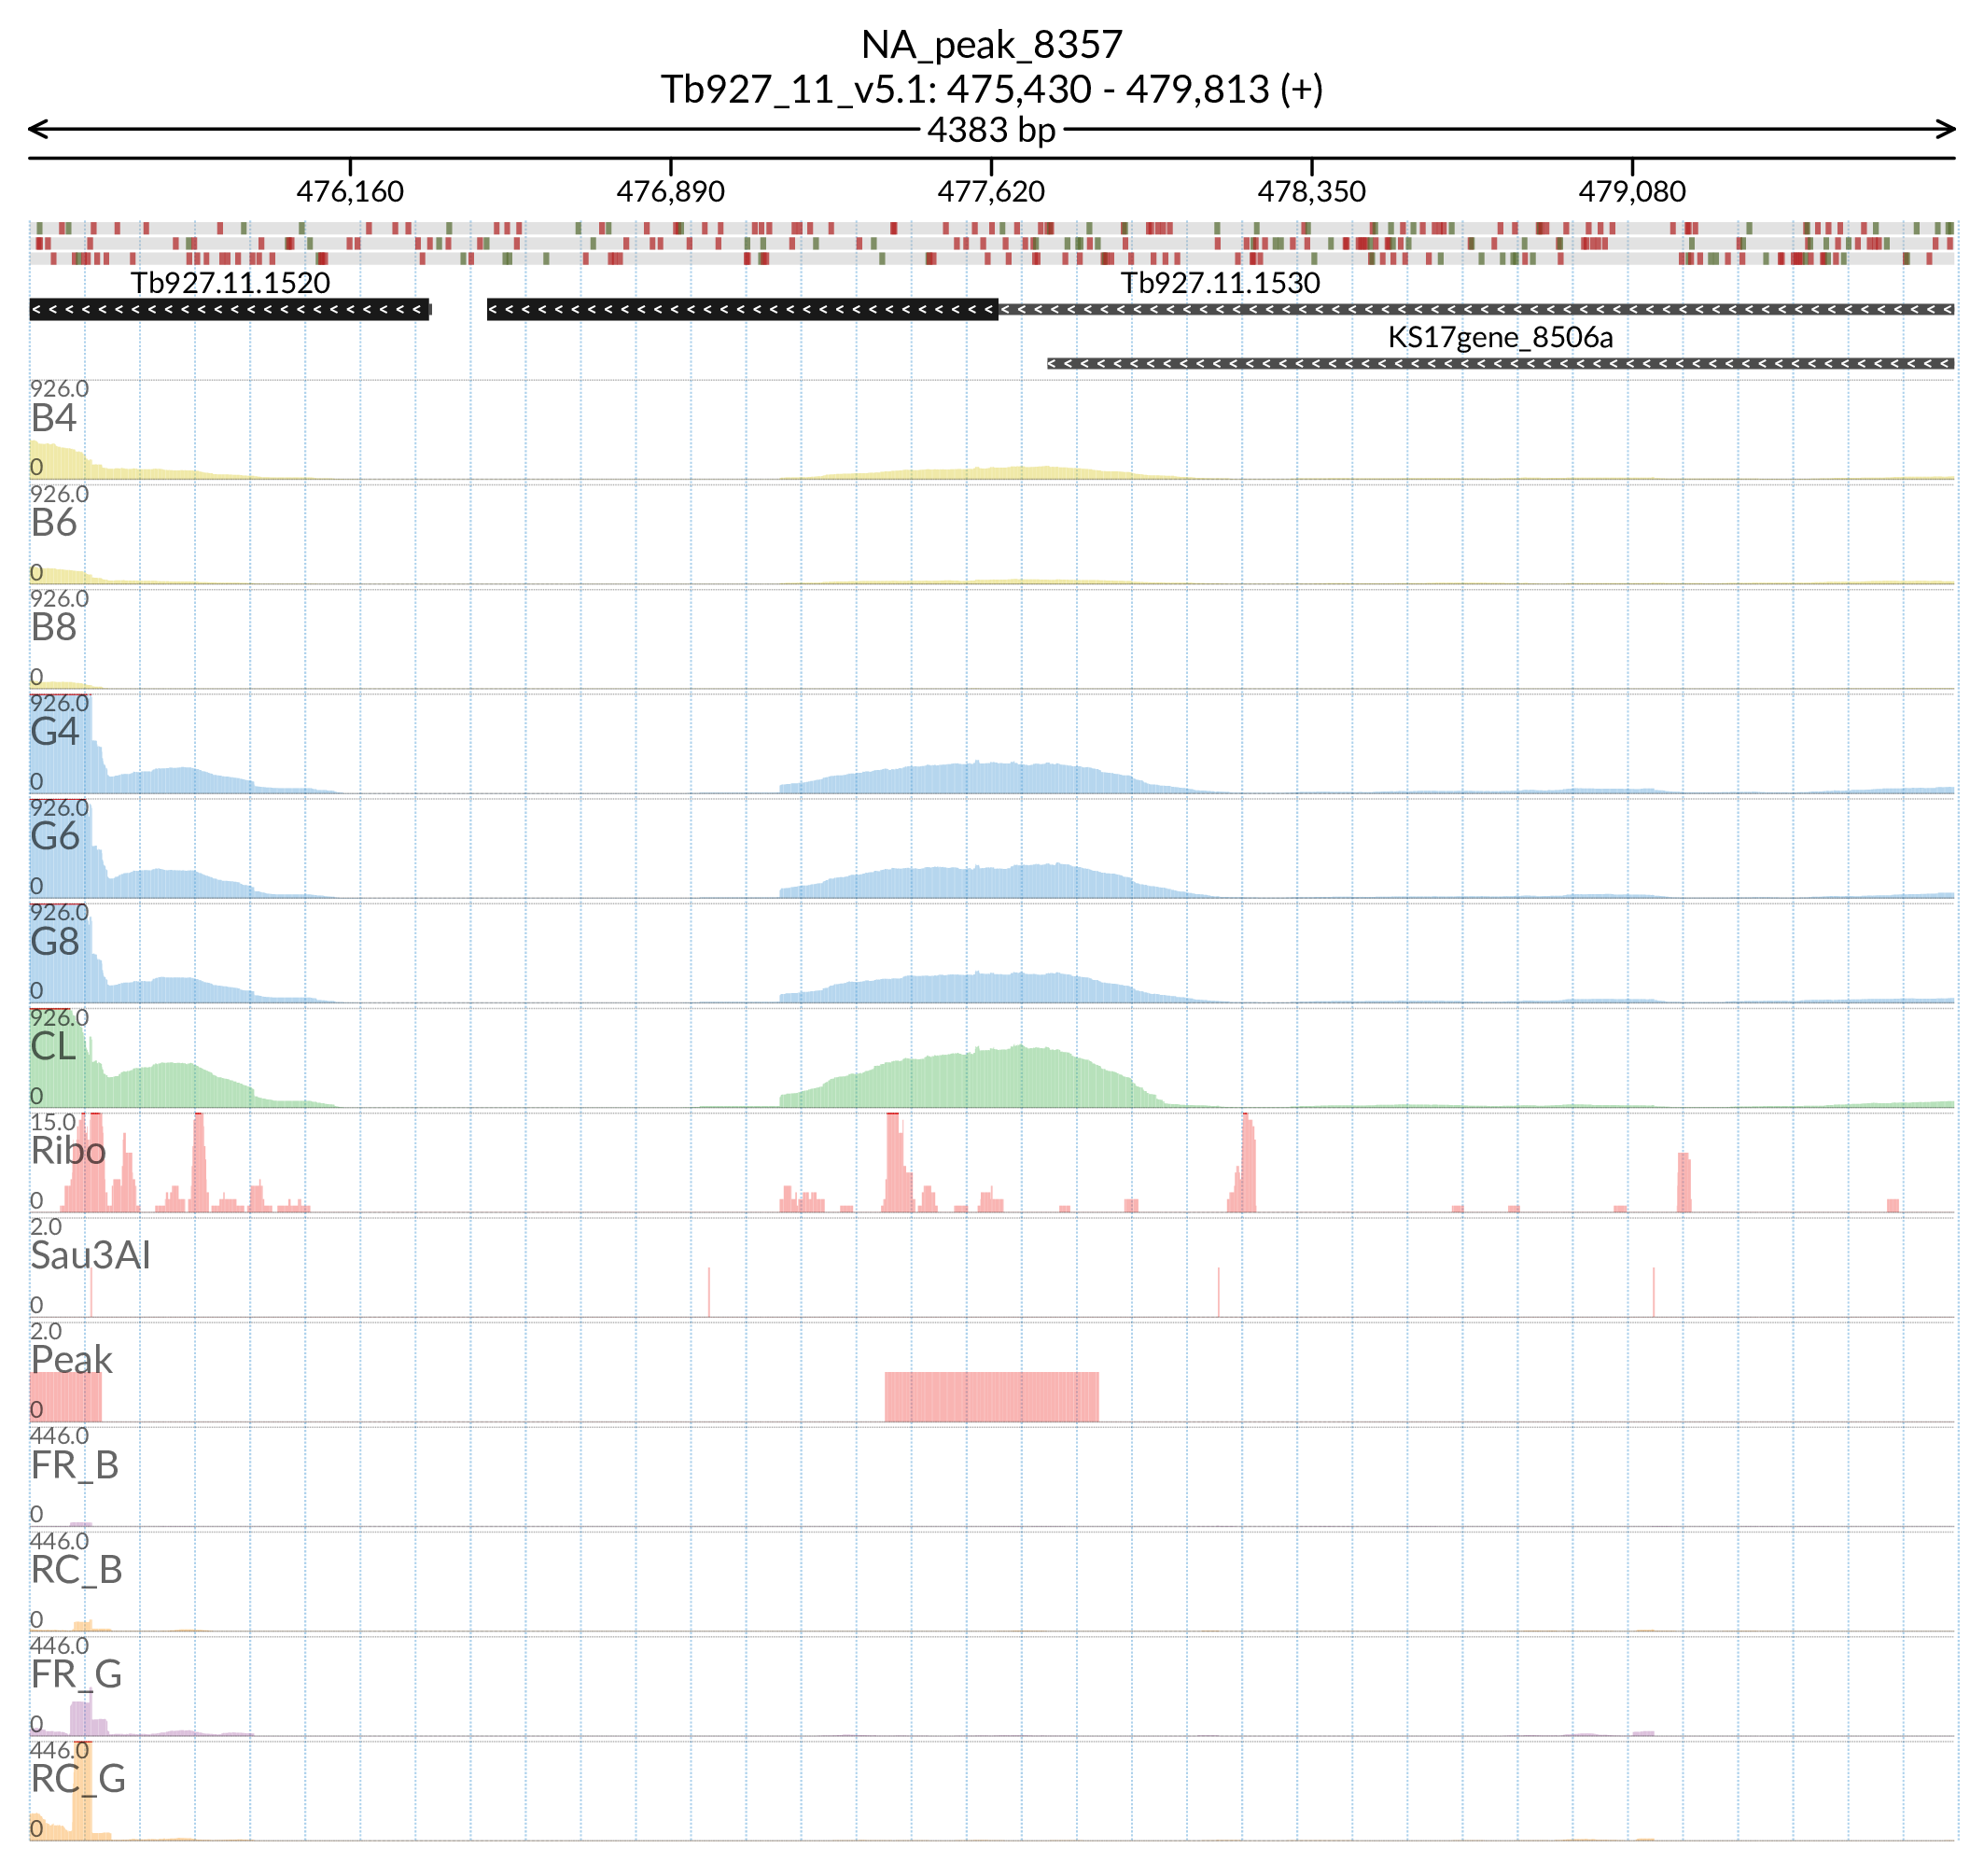 NA_peak_8357
Tb927_11_v5.1: 475,430 - 479,813 (+)
4383 bp
476,160 476,890 477,620 478,350 479,080
Tb927.11.1520 Tb927.11.1530
KS17gene_8506a
926.0
B4
0
926.0
B6
0
926.0
B8
0
926.0
G4
0
926.0
G6
0
926.0
G8
0
926.0
CL
0
15.0
Ribo
0
2.0
Sau3AI
0
2.0
Peak
0
446.0
FR_B
0
446.0
RC_B
0
446.0
FR_G
0
446.0
RC_G
0